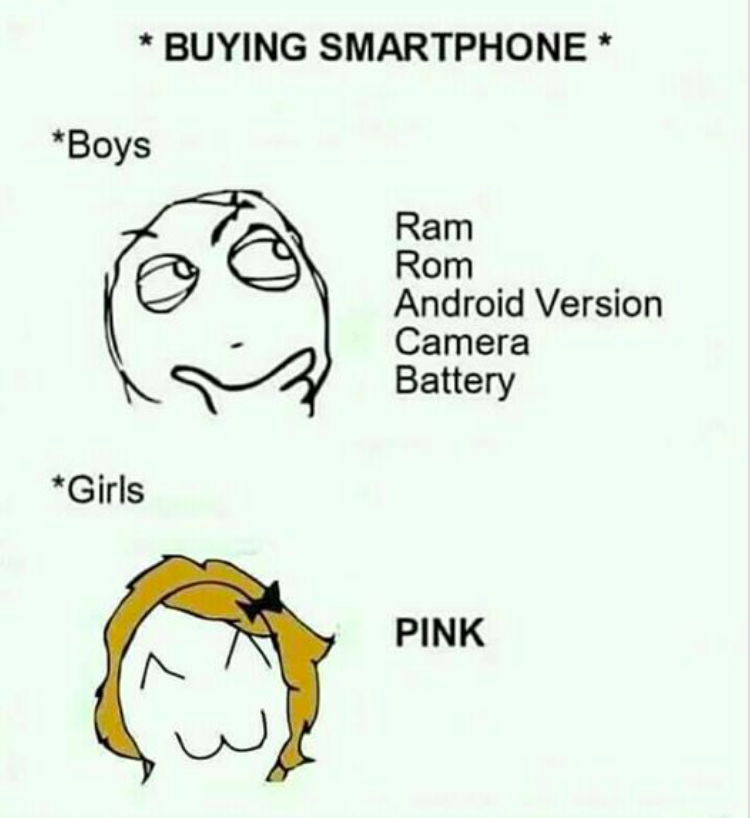 * BUYING SMARTPHONE *
*Boys
Ram
Rom
Android Version
Camera
Battery
*Girls
PINK